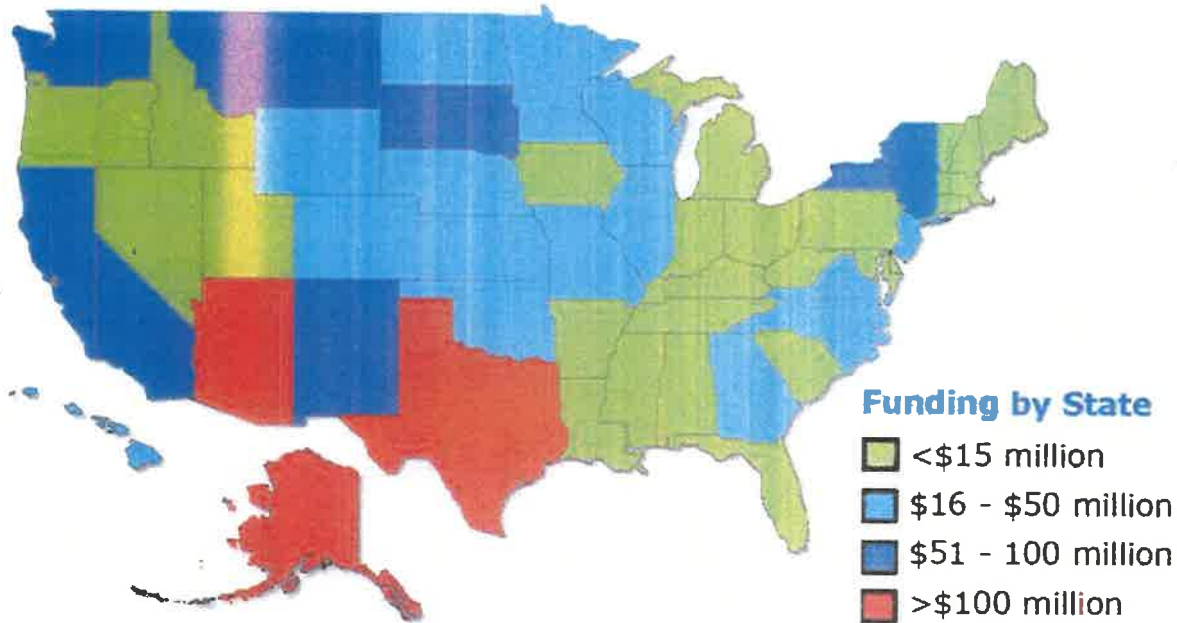 Funding by State
<$15 million
$16 - $50 million
$51 - 100 million
>$100 million